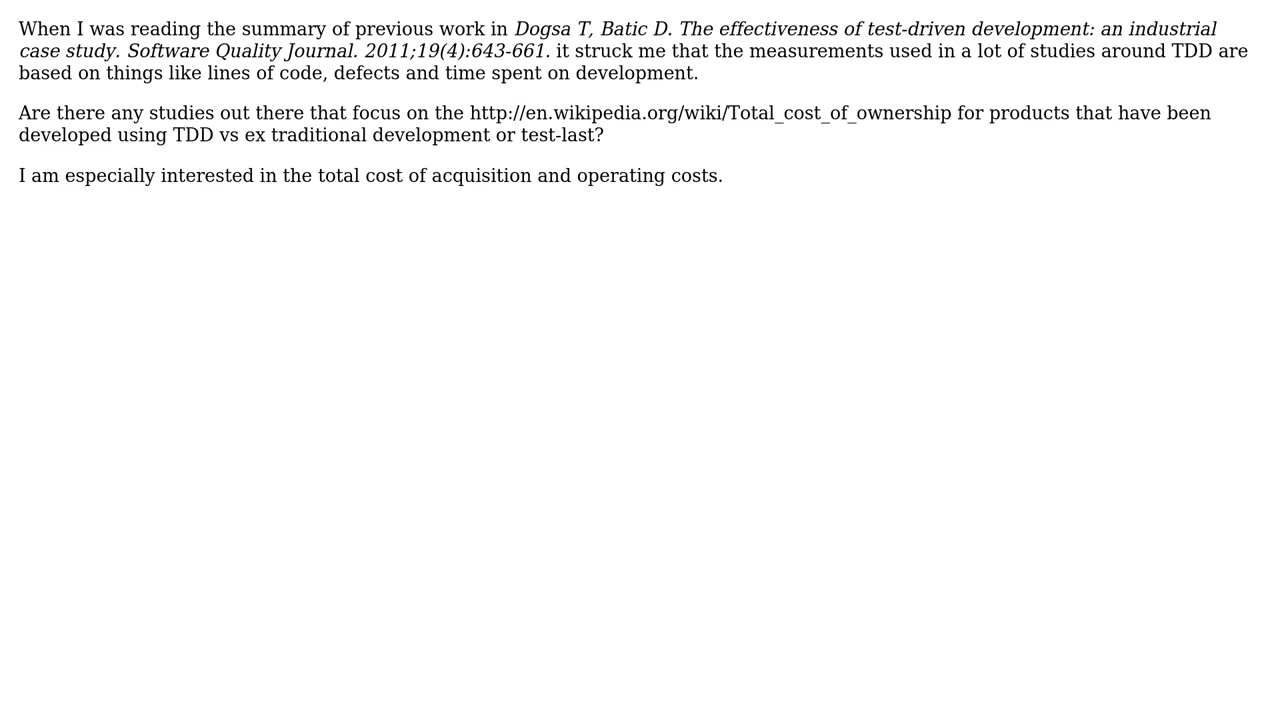 When I was reading the summary of previous work in Dogsa T, Batic D. The effectiveness of test-driven development: an industrial
case study. Software Quality Journal. 2011;19(4):643-661. it struck me that the measurements used in a lot of studies around TDD are
based on things like lines of code, defects and time spent on development.
Are there any studies out there that focus on the http://en.wikipedia.org/wiki/Total_cost_of_ownership for products that have been
developed using TDD vs ex traditional development or test-last?
I am especially interested in the total cost of acquisition and operating costs.